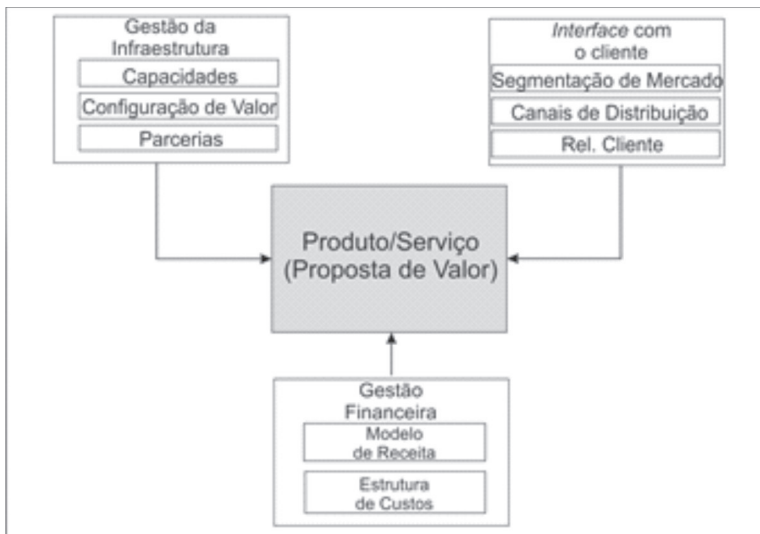 Gestão da
Infraestrutura
Capacidades
Configuração de Valor
Parcerias
Interface com
o cliente
Segmentação de Mercado
Canais de Distribuição
Rel. Cliente
Produto/Serviço
(Proposta de Valor)
Gestão
Financeira
Modelo
de Receita
Estrutura
de Custos